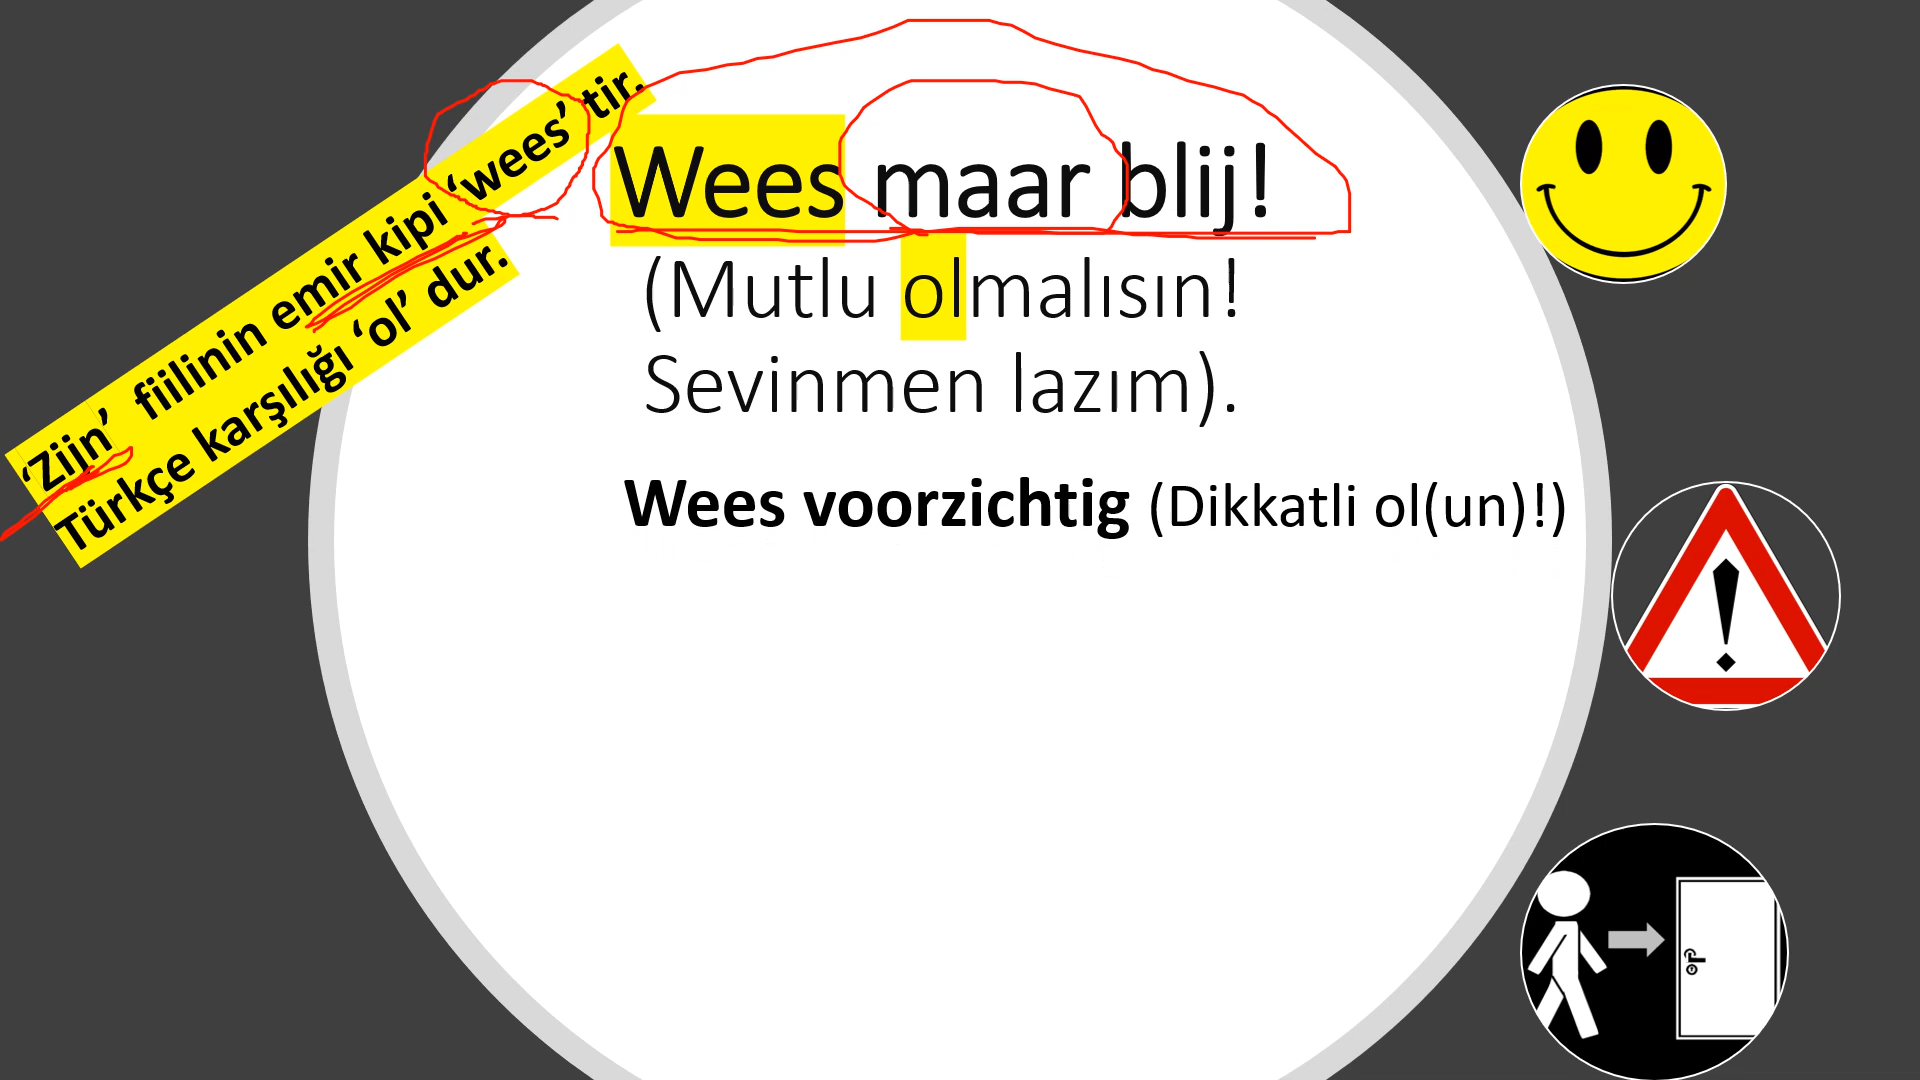 ‘Zijn’ fiilinin emir kipi ‘wees’ tir.
Türkçe karşılığı ‘ol’ dur.
Wees maar blij!
(Mutlu olmalısın!
Sevinmen lazım).
Wees voorzichtig (Dikkatli ol(un)!)